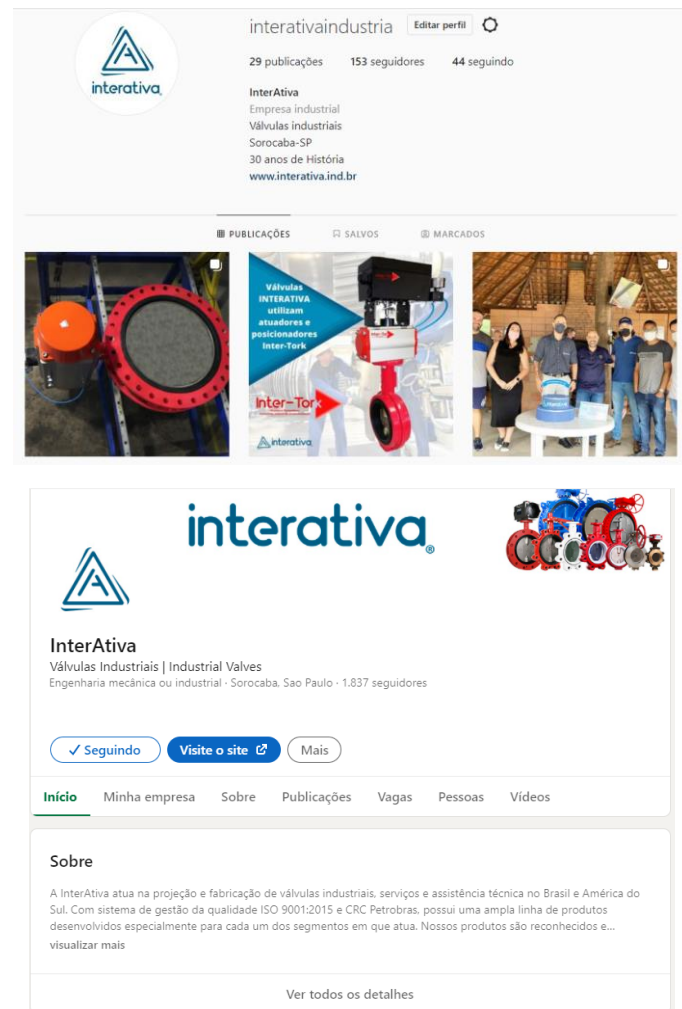 interativaindustria Editar perfil
29 publicações 153 seguidores 44 seguindo
interativa
InterAtiva
Empresa industrial
Válvulas industriais
Sorocaba-SP
30 anos de História
www.interativa.ind.br
PUBLICAÇÕES SALVOS MARCADOS
Válvulas
INTERATIVA
utilizam
atuadores e
posicionadores
Inter-Tork
Inter-Tork
interativa
interativa
InterAtiva
Válvulas Industriais | Industrial Valves
Engenharia mecânica ou industrial · Sorocaba, Sao Paulo · 1.837 seguidores
Seguindo Visite o site Mais
Início Minha empresa Sobre Publicações Vagas Pessoas Vídeos
Sobre
A InterAtiva atua na projeção e fabricação de válvulas industriais, serviços e assistência técnica no Brasil e América do
Sul. Com sistema de gestão da qualidade ISO 9001:2015 e CRC Petrobras, possui uma ampla linha de produtos
desenvolvidos especialmente para cada um dos segmentos em que atua. Nossos produtos são reconhecidos e...
visualizar mais
Ver todos os detalhes